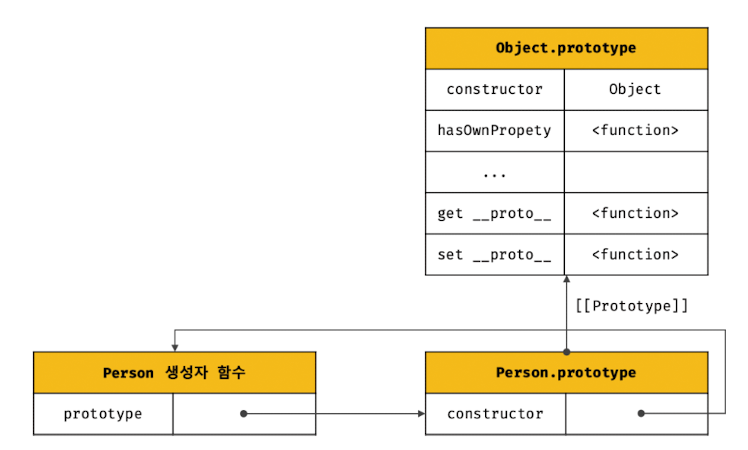 Object.prototype
constructor Object
hasOwnPropety <function>
...
get __proto__ <function>
set __proto__ <function>
[[Prototype]]
Person 생성자 함수
prototype
Person.prototype
constructor